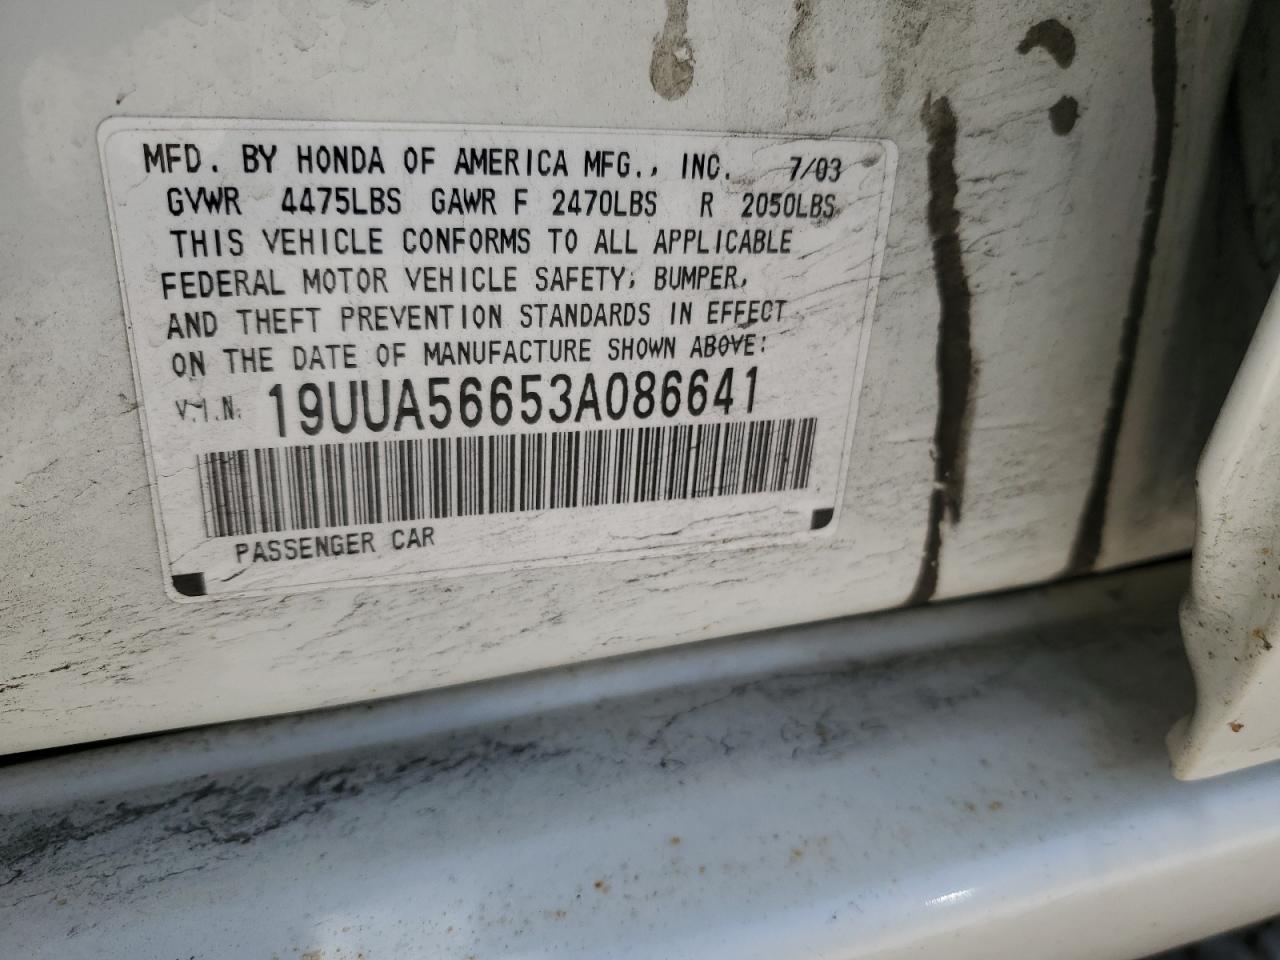 MFD. BY HONDA OF AMERICA MFG., INC. 7/03
GVWR 4475LBS GAWR F 2470LBS R 2050LBS
THIS VEHICLE CONFORMS TO ALL APPLICABLE
FEDERAL MOTOR VEHICLE SAFETY, BUMPER,
AND THEFT PREVENTION STANDARDS IN EFFECT
ON THE DATE OF MANUFACTURE SHOWN ABOVE:
V.I.N. 19UUA56653A086641
PASSENGER CAR